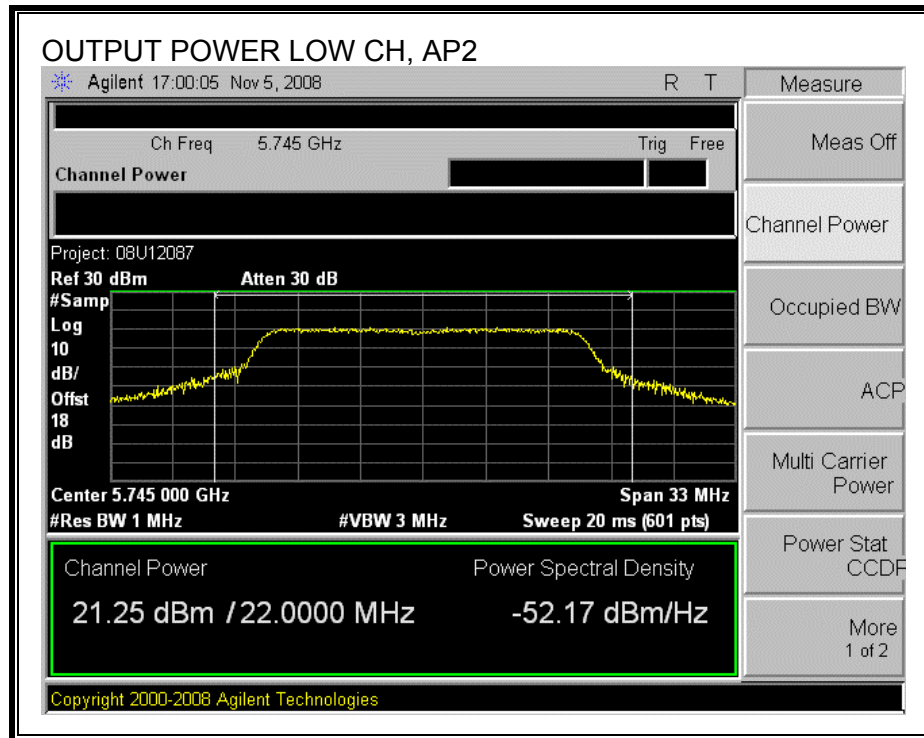 OUTPUT POWER LOW CH, AP2
Agilent 17:00:05 Nov 5, 2008 R T
Measure
Ch Freq 5.745 GHz Trig Free
Meas Off
Channel Power
Channel Power
Project: 08U12087
Ref 30 dBm Atten 30 dB
#Samp
Log
10
dB/
Offst
18
dB
Occupied BW
ACP
Multi Carrier
Power
Center 5.745 000 GHz Span 33 MHz
#Res BW 1 MHz #VBW 3 MHz Sweep 20 ms (601 pts)
Power Stat
CCDF
Channel Power Power Spectral Density
21.25 dBm / 22.0000 MHz -52.17 dBm/Hz
More
1 of 2
Copyright 2000-2008 Agilent Technologies